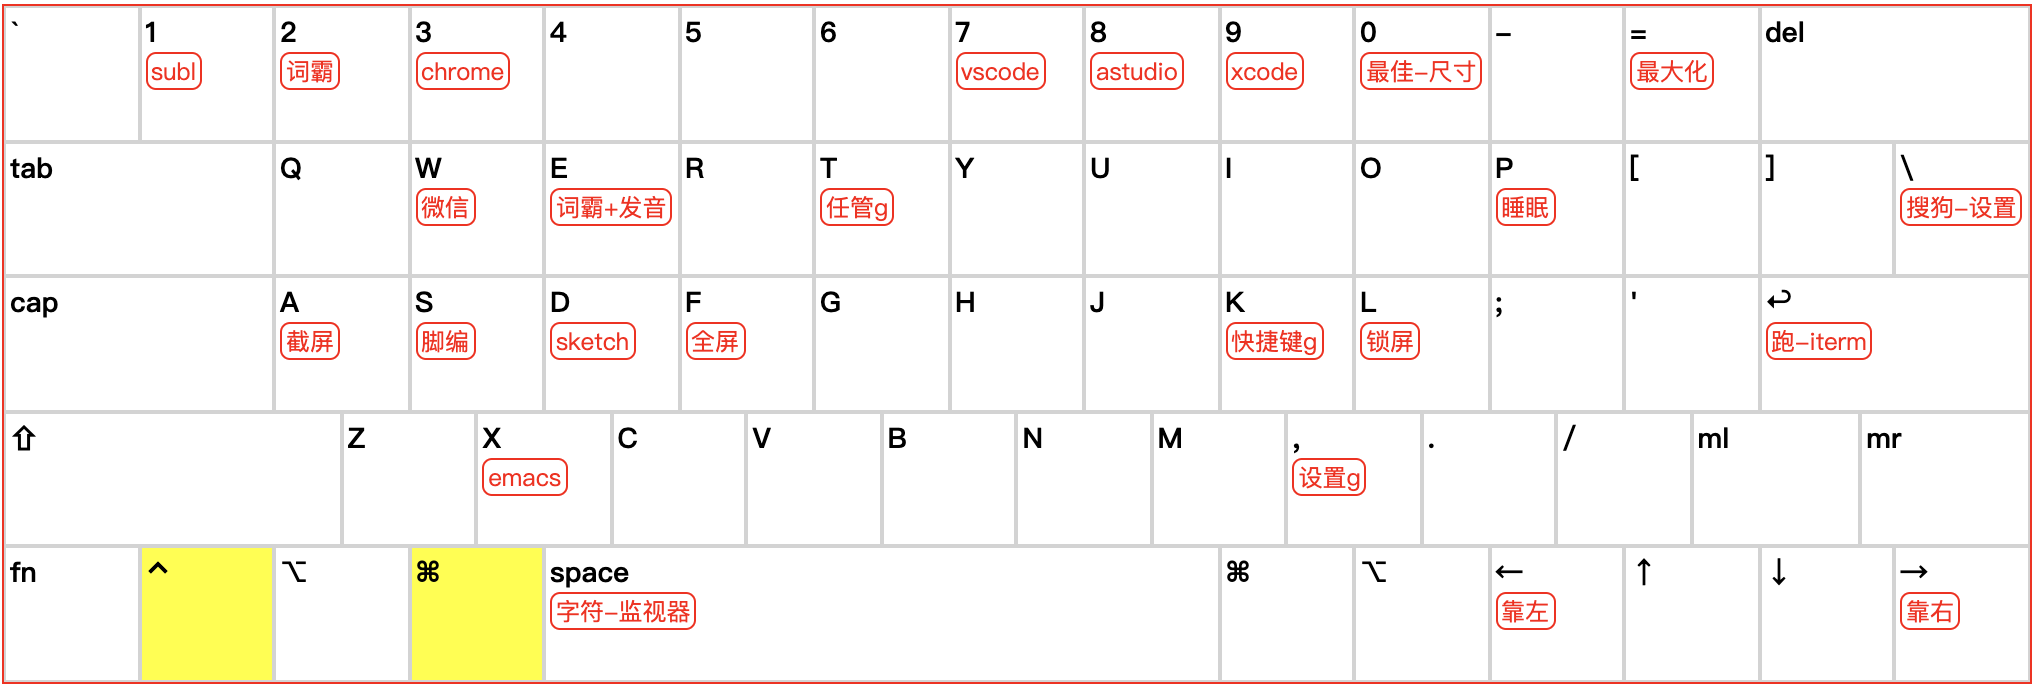 ` 1 2 3 4 5 6 7 8 9 0 - = del
subl 词霸 chrome vscode astudio xcode 最佳-尺寸 最大化
tab Q W E R T Y U I O P [ ] \
微信 词霸+发音 任管g 睡眠 搜狗-设置
cap A S D F G H J K L ; ' ↩
截屏 脚编 sketch 全屏 快捷键g 锁屏 跑-iterm
⇧ Z X C V B N M , . / ml mr
emacs 设置g
fn ^ ⌥ ⌘ space ⌘ ⌥ ← ↑ ↓ →
字符-监视器 靠左 靠右